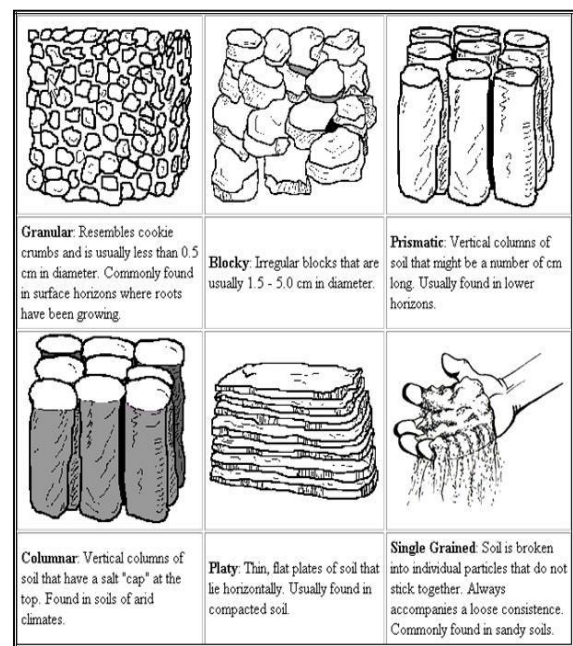 Granular: Resembles cookie
crumbs and is usually less than 0.5
cm in diameter. Commonly found
in surface horizons where roots
have been growing.
Blocky: Irregular blocks that are
usually 1.5 - 5.0 cm in diameter.
Prismatic: Vertical columns of
soil that might be a number of cm
long. Usually found in lower
horizons.
Columnar: Vertical columns of
soil that have a salt "cap" at the
top. Found in soils of arid
climates.
Platy: Thin, flat plates of soil that
lie horizontally. Usually found in
compacted soil.
Single Grained: Soil is broken
into individual particles that do not
stick together. Always
accompanies a loose consistence.
Commonly found in sandy soils.